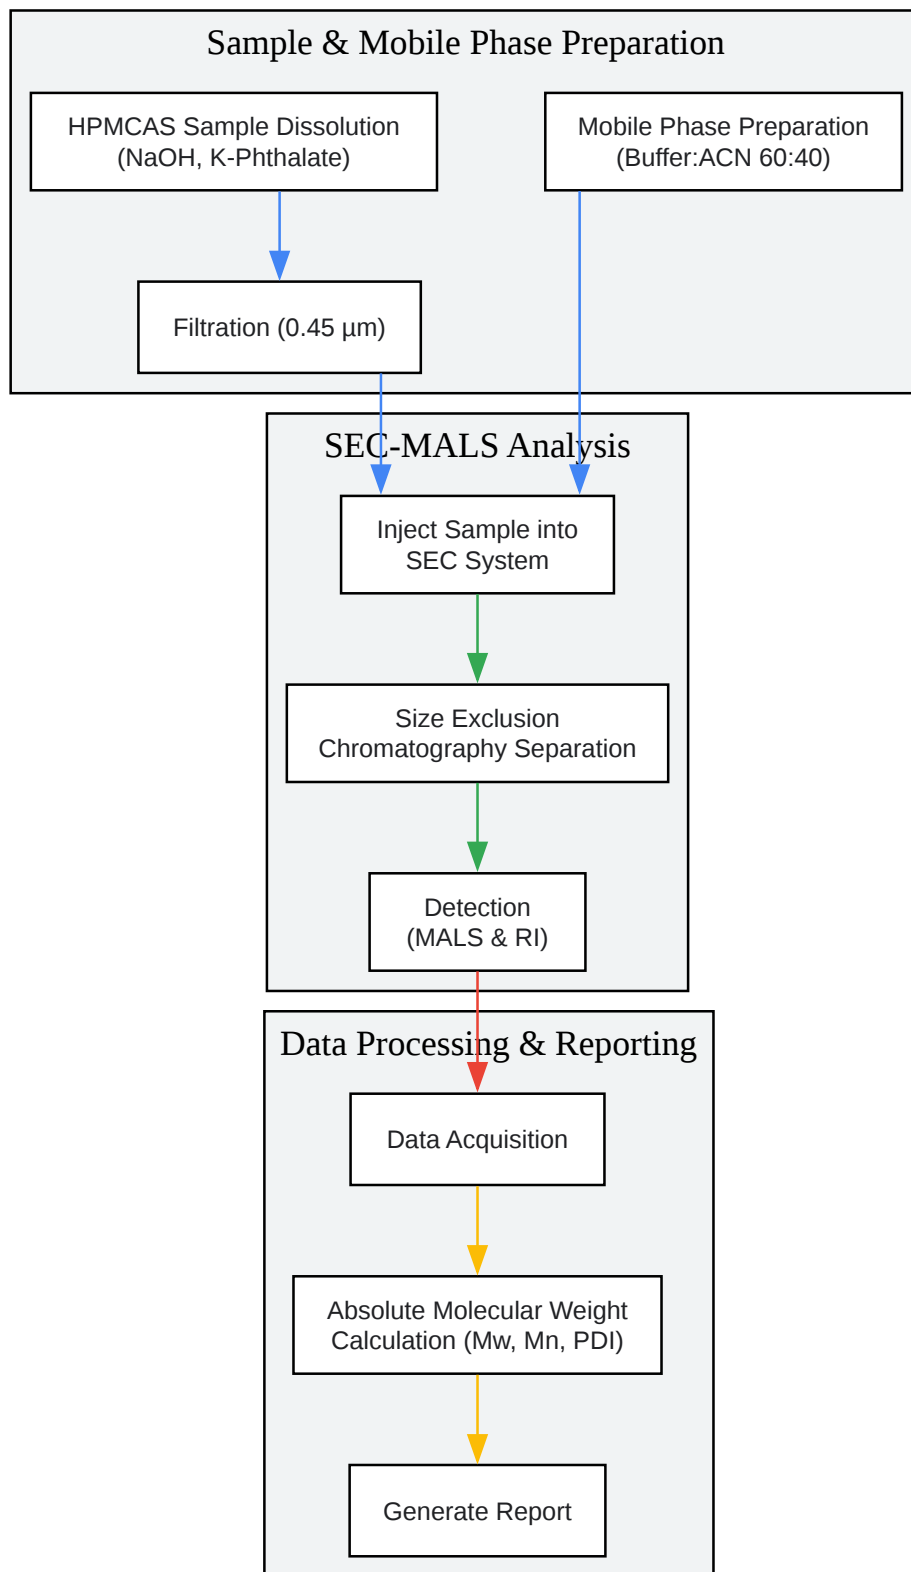 Sample & Mobile Phase Preparation
HPMCAS Sample Dissolution
(NaOH, K-Phthalate)
Mobile Phase Preparation
(Buffer:ACN 60:40)
Filtration (0.45 µm)
SEC-MALS Analysis
Inject Sample into
SEC System
Size Exclusion
Chromatography Separation
Detection
(MALS & RI)
Data Processing & Reporting
Data Acquisition
Absolute Molecular Weight
Calculation (Mw, Mn, PDI)
Generate Report